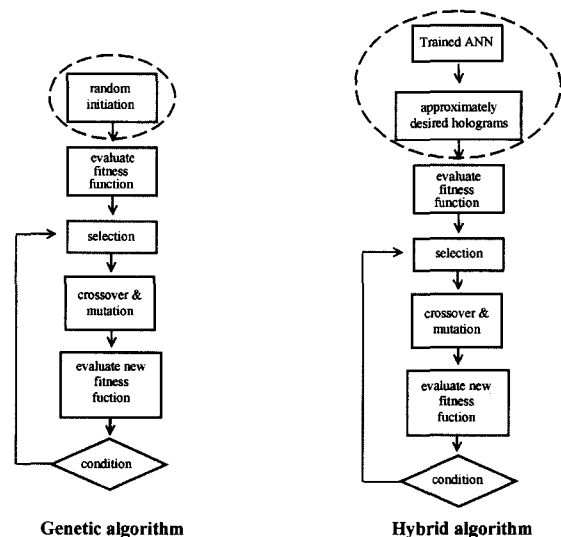 random
initiation
evaluate
fitness
function
selection
crossover &
mutation
evaluate new
fitness
fuction
condition
Genetic algorithm
Trained ANN
approximately
desired holograms
evaluate
fitness
function
selection
crossover &
mutation
evaluate new
fitness
fuction
condition
Hybrid algorithm